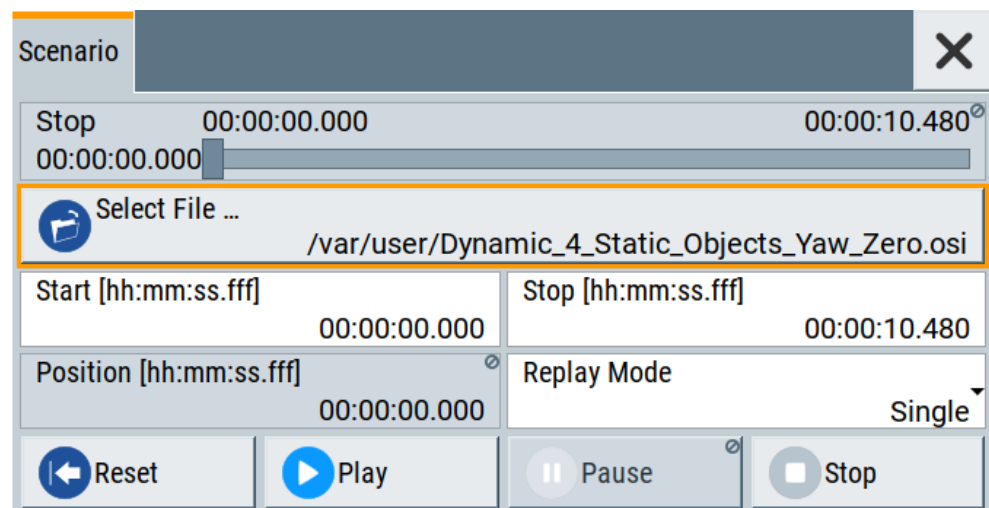 Scenario
Stop 00:00:00.000 00:00:10.480
00:00:00.000
Select File ...
/var/user/Dynamic_4_Static_Objects_Yaw_Zero.osi
Start [hh:mm:ss.fff] Stop [hh:mm:ss.fff]
00:00:00.000 00:00:10.480
Position [hh:mm:ss.fff] Replay Mode
00:00:00.000 Single
Reset Play Pause Stop